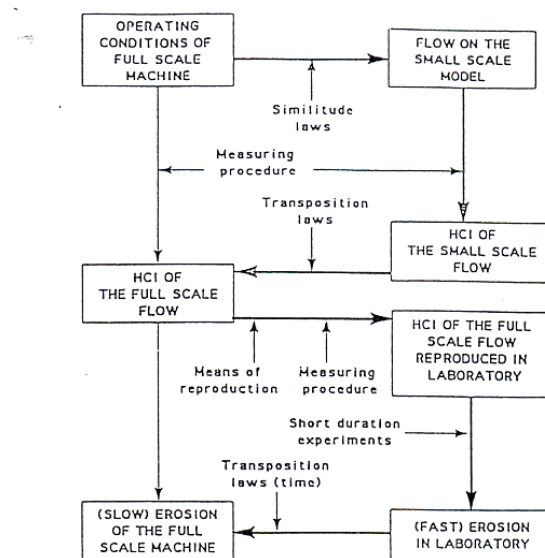 OPERATING
CONDITIONS OF
FULL SCALE
MACHINE
FLOW ON THE
SMALL SCALE
MODEL
Similitude
laws
Measuring
procedure
Transposition
laws
HCI OF
THE SMALL SCALE
FLOW
HCI OF
THE FULL SCALE
FLOW
HCI OF THE FULL
SCALE FLOW
REPRODUCED IN
LABORATORY
Means of
reproduction
Measuring
procedure
Short duration
experiments
Transposition
laws (time)
(SLOW) EROSION
OF THE FULL
SCALE MACHINE
(FAST) EROSION
IN LABORATORY